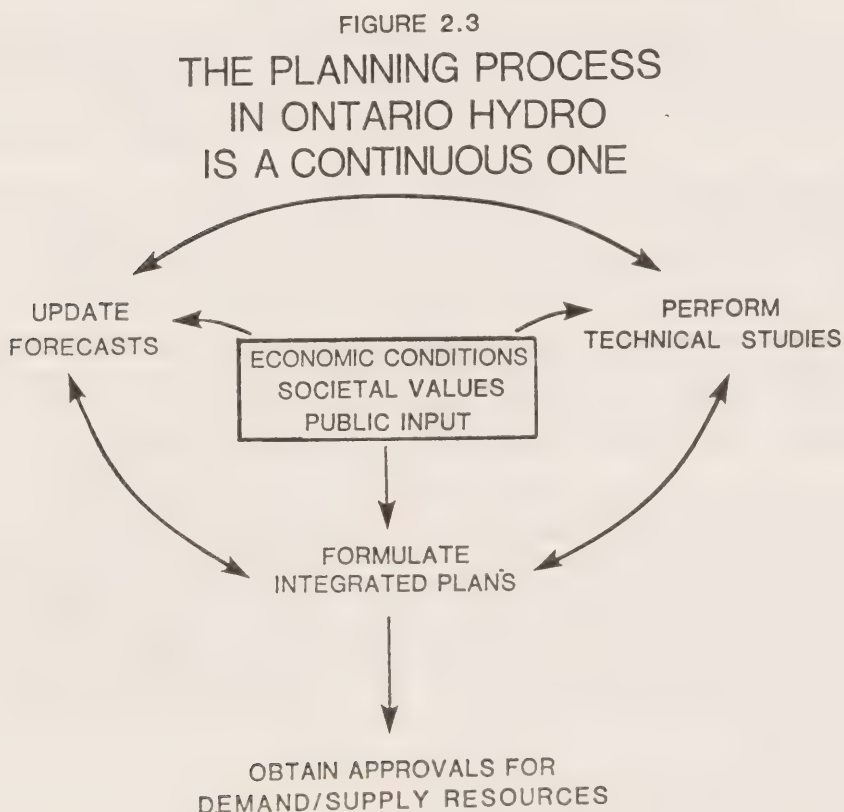 FIGURE 2.3
THE PLANNING PROCESS
IN ONTARIO HYDRO
IS A CONTINUOUS ONE
UPDATE
FORECASTS
PERFORM
TECHNICAL STUDIES
ECONOMIC CONDITIONS
SOCIETAL VALUES
PUBLIC INPUT
FORMULATE
INTEGRATED PLANS
OBTAIN APPROVALS FOR
DEMAND/SUPPLY RESOURCES